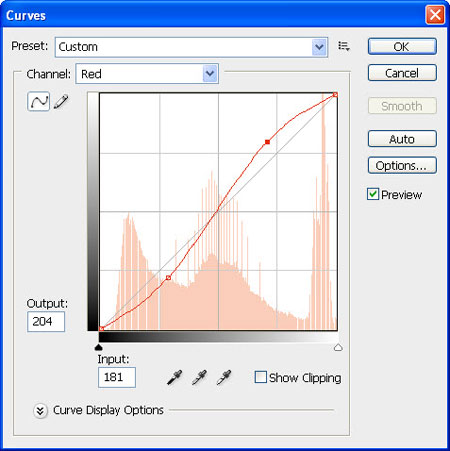 Curves
Preset: Custom
OK
Channel: Red
Cancel
Smooth
Auto
Options...
Preview
Output:
204
Input:
181
Show Clipping
Curve Display Options